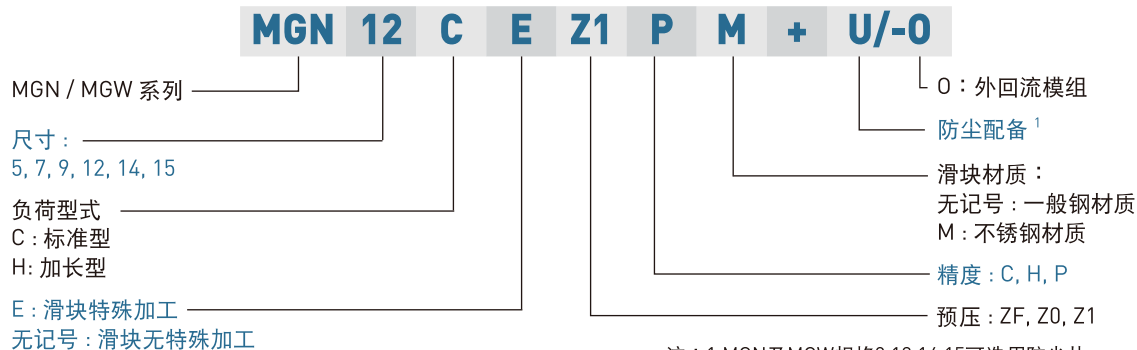 MGN 12 C E Z1 P M + U/-O
MGN / MGW 系列
尺寸：
5, 7, 9, 12, 14, 15
负荷型式
C : 标准型
H: 加长型
E : 滑块特殊加工
无记号 : 滑块无特殊加工
O：外回流模组
防尘配备 1
滑块材质：
无记号 : 一般钢材质
M : 不锈钢材质
精度 : C, H, P
预压 : ZF, Z0, Z1